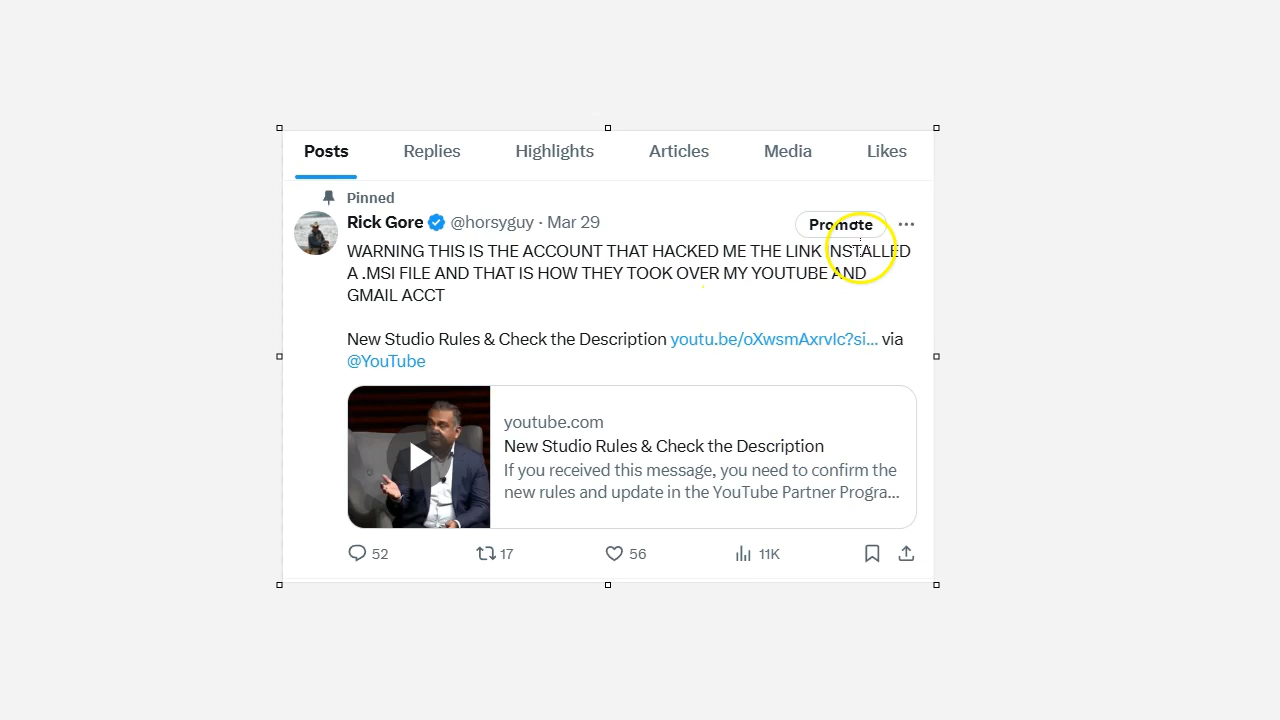 Posts Replies Highlights Articles Media Likes
Pinned
Rick Gore @horsyguy · Mar 29 Promote
WARNING THIS IS THE ACCOUNT THAT HACKED ME THE LINK INSTALLED
A .MSI FILE AND THAT IS HOW THEY TOOK OVER MY YOUTUBE AND
GMAIL ACCT
New Studio Rules & Check the Description youtu.be/oXwsmAxrvIc?si... via
@YouTube
youtube.com
New Studio Rules & Check the Description
If you received this message, you need to confirm the
new rules and update in the YouTube Partner Progra...
52 17 56 11K